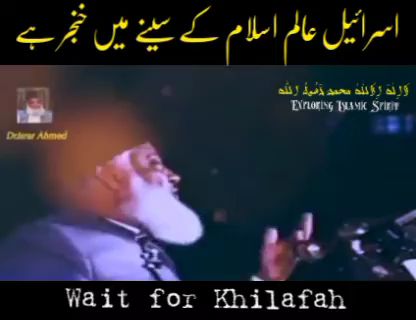 اسرائیل عالم اسلام کے سینے میں خنجر ہے
لا إله إلا الله محمد رسول الله
EXPLORING ISLAMIC SPIRIT
Dr.Israr Ahmed
Wait for Khilafah